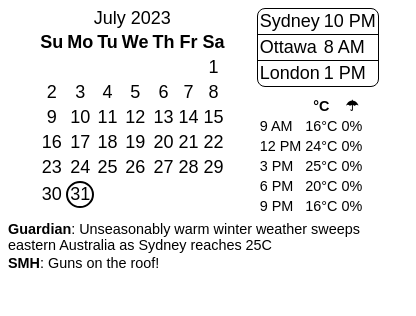 July 2023
Su Mo Tu We Th Fr Sa
1
2 3 4 5 6 7 8
9 10 11 12 13 14 15
16 17 18 19 20 21 22
23 24 25 26 27 28 29
30 31
Sydney 10 PM
Ottawa 8 AM
London 1 PM
°C ☂
9 AM 16°C 0%
12 PM 24°C 0%
3 PM 25°C 0%
6 PM 20°C 0%
9 PM 16°C 0%
Guardian: Unseasonably warm winter weather sweeps
eastern Australia as Sydney reaches 25C
SMH: Guns on the roof!